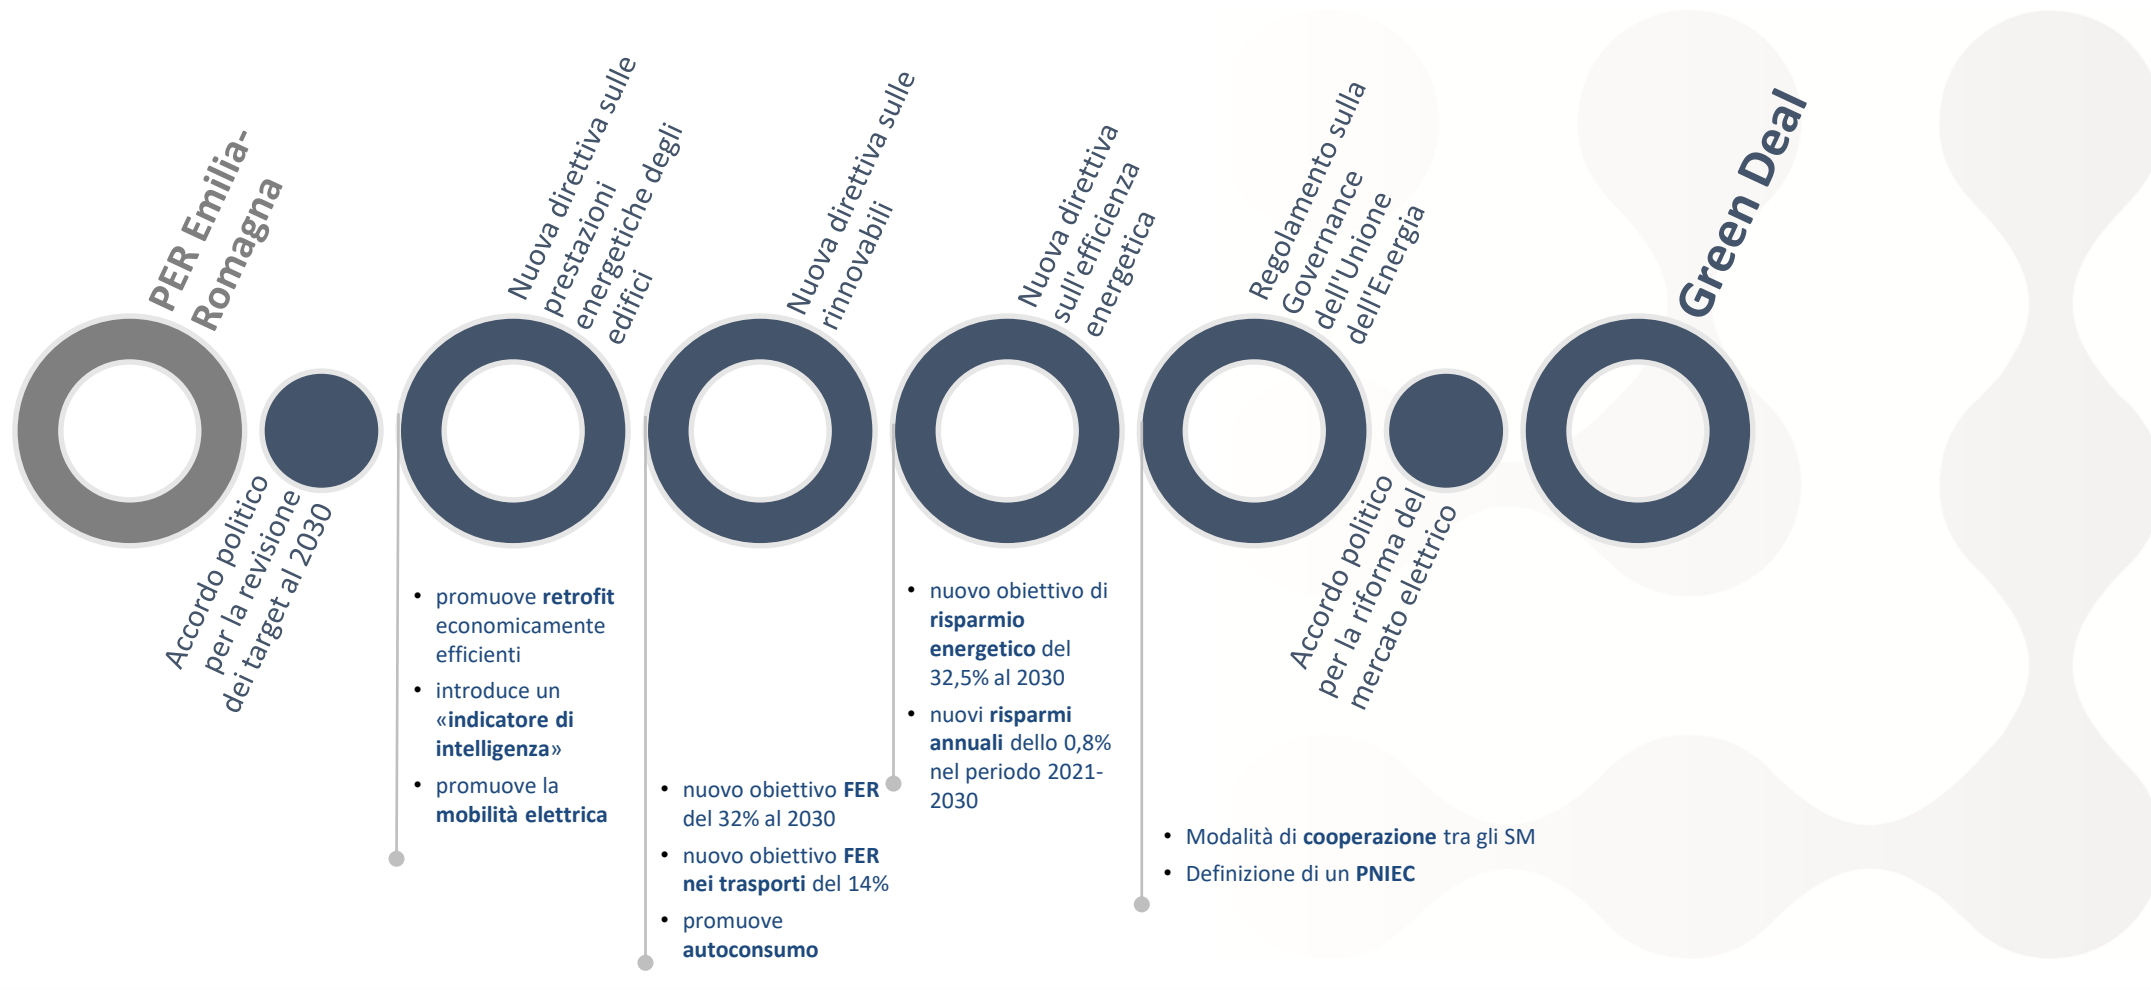 PER Emilia-
Romagna
Accordo politico
per la revisione
dei target al 2030
Nuova direttiva sulle
prestazioni
energetiche degli
edifici
• promuove retrofit
economicamente
efficienti
• introduce un
«indicatore di
intelligenza»
• promuove la
mobilità elettrica
Nuova direttiva sulle
rinnovabili
• nuovo obiettivo FER
del 32% al 2030
• nuovo obiettivo FER
nei trasporti del 14%
• promuove
autoconsumo
Nuova direttiva
sull'efficienza
energetica
• nuovo obiettivo di
risparmio
energetico del
32,5% al 2030
• nuovi risparmi
annuali dello 0,8%
nel periodo 2021-
2030
Regolamento sulla
Governance
dell'Unione
dell'Energia
• Modalità di cooperazione tra gli SM
• Definizione di un PNIEC
Accordo politico
per la riforma del
mercato elettrico
Green Deal